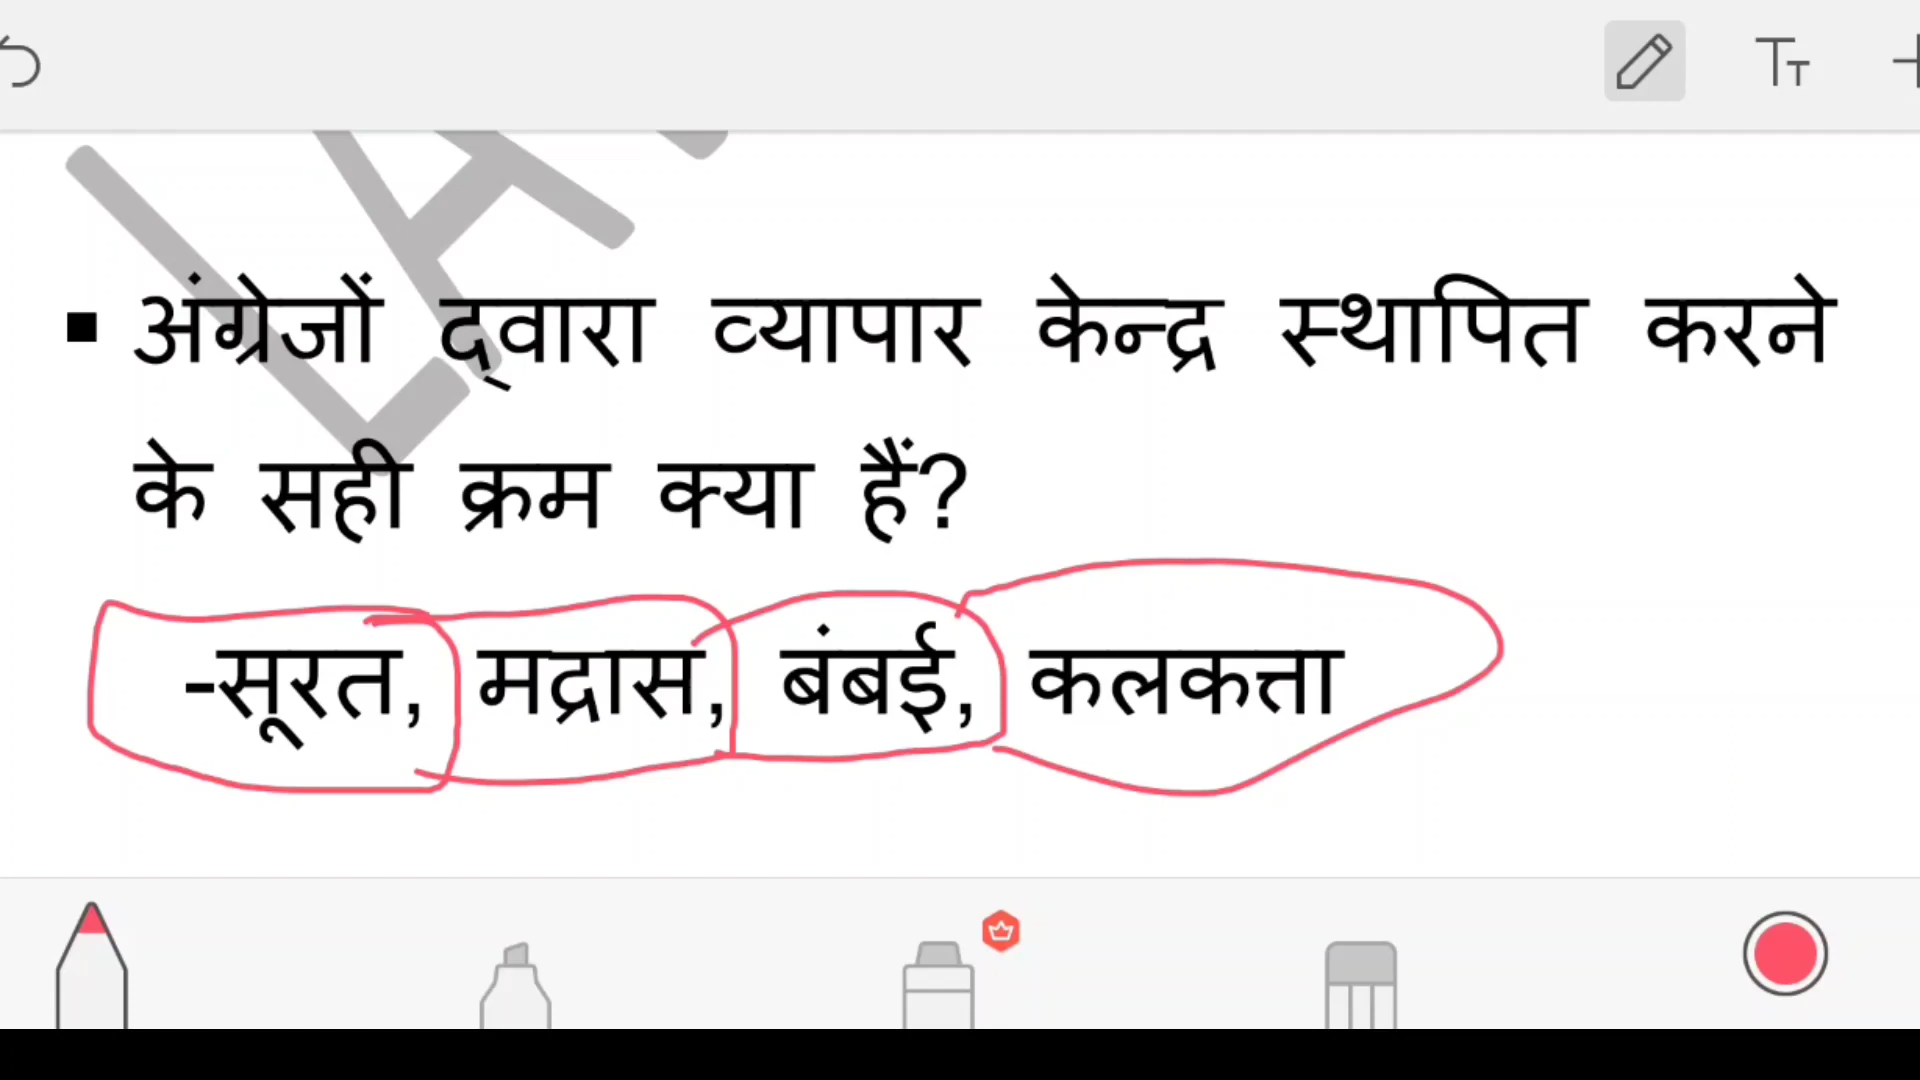 ▪ अंग्रेजों द्वारा व्यापार केन्द्र स्थापित करने
के सही क्रम क्या हैं?
-सूरत, मद्रास, बंबई, कलकत्ता